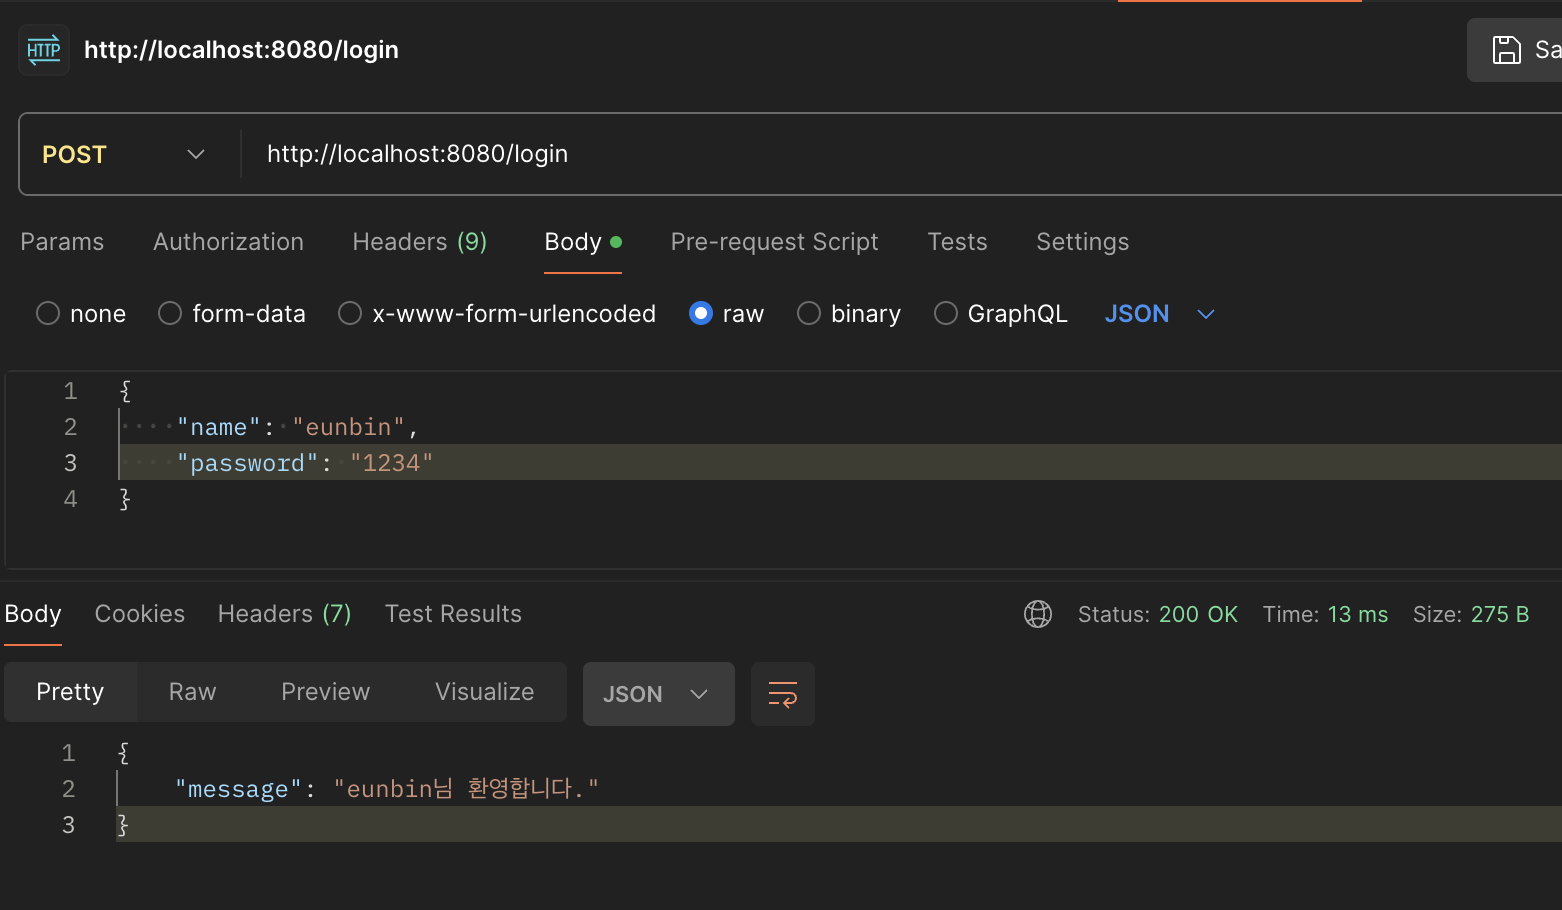 HTTP http://localhost:8080/login
POST http://localhost:8080/login
Params Authorization Headers (9) Body Pre-request Script Tests Settings
none form-data x-www-form-urlencoded raw binary GraphQL JSON
1 {
2 "name": "eunbin",
3 "password": "1234"
4 }
Body Cookies Headers (7) Test Results Status: 200 OK Time: 13 ms Size: 275 B
Pretty Raw Preview Visualize JSON
1 {
2 "message": "eunbin님 환영합니다."
3 }